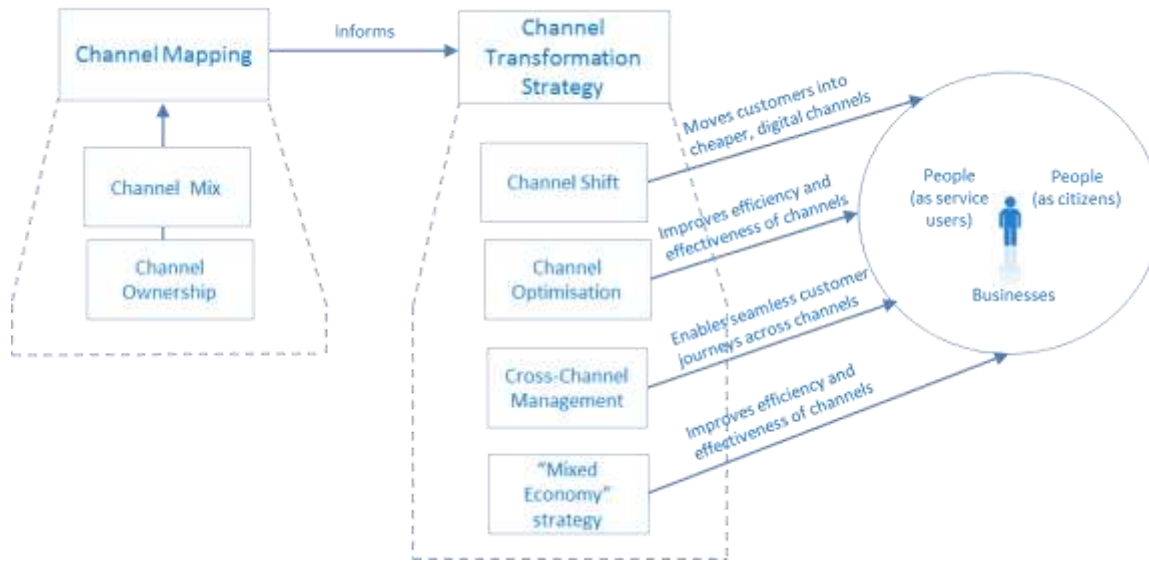 Channel Mapping
Informs
Channel
Transformation
Strategy
Channel Mix
Channel
Ownership
Channel Shift
Channel
Optimisation
Cross-Channel
Management
"Mixed
Economy"
strategy
Moves customers into
cheaper, digital channels
Improves efficiency and
effectiveness of channels
Enables seamless customer
journeys across channels
Improves efficiency and
effectiveness of channels
People
(as service
users)
People
(as citizens)
Businesses